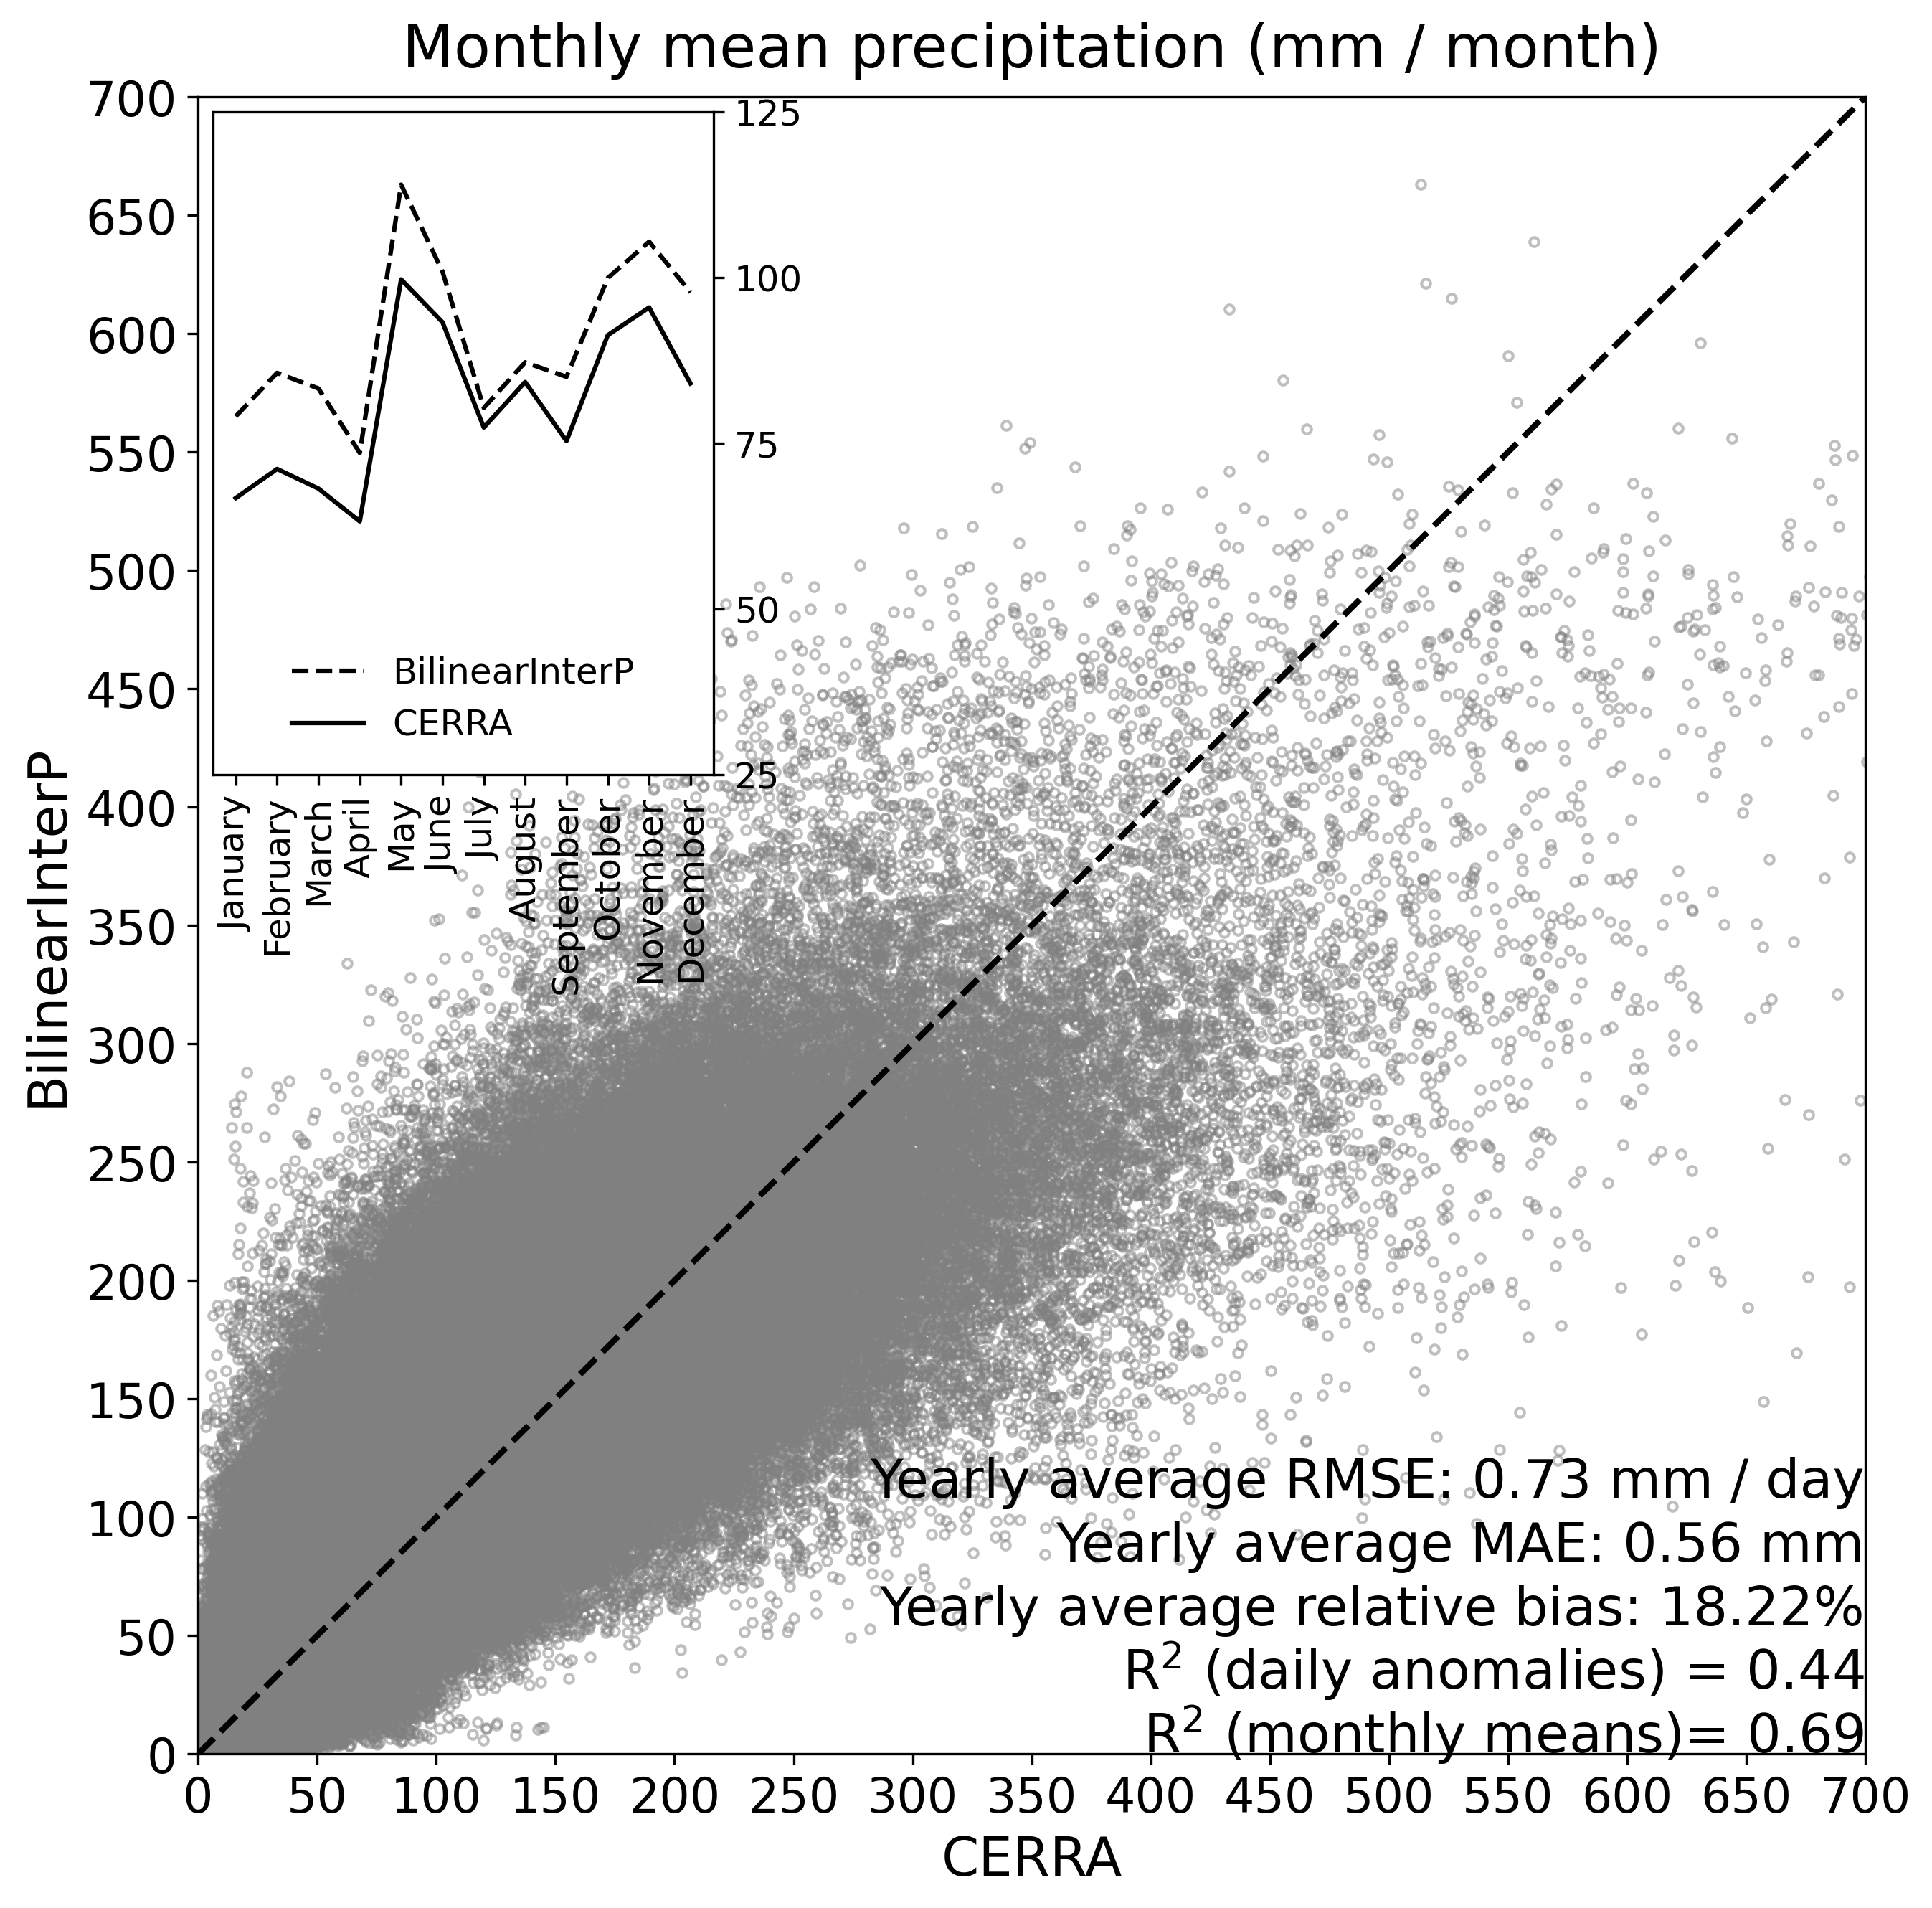 Monthly mean precipitation (mm / month)
700
650
600
550
500
450
400
350
300
250
200
150
100
50
0
BilinearInterP
125
100
75
50
25
BilinearInterP
CERRA
January
February
March
April
May
June
July
August
September
October
November
December
Yearly average RMSE: 0.73 mm / day
Yearly average MAE: 0.56 mm
Yearly average relative bias: 18.22%
R² (daily anomalies) = 0.44
R² (monthly means)= 0.69
0 50 100 150 200 250 300 350 400 450 500 550 600 650 700
CERRA